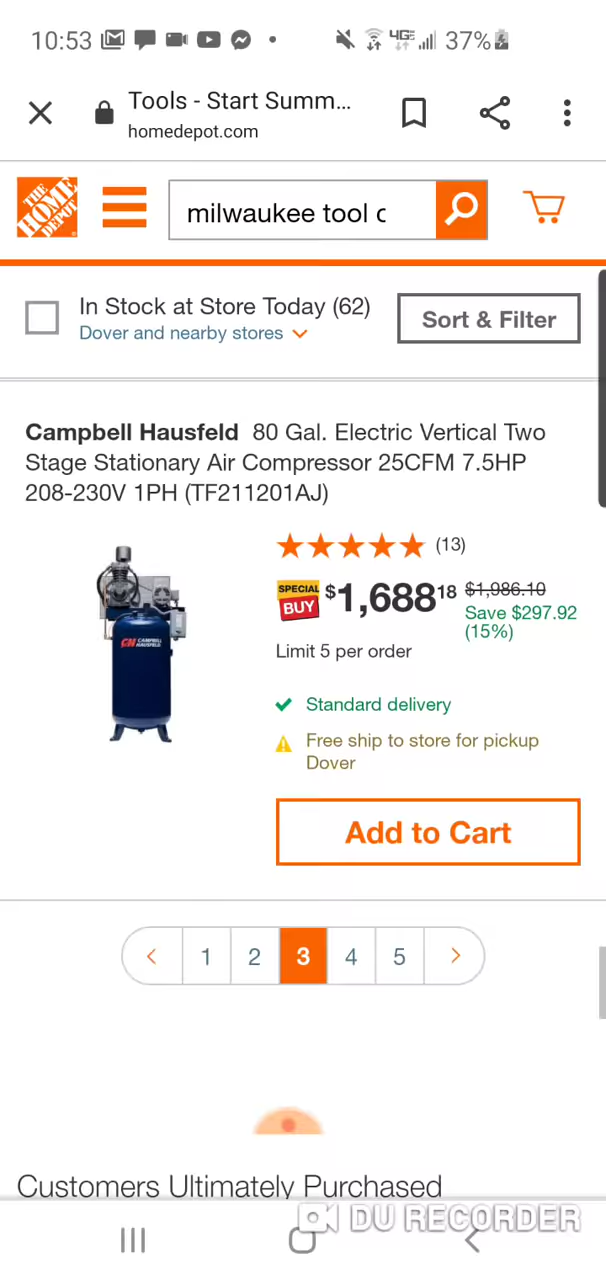 10:53 4GE 37%
Tools - Start Summ...
homedepot.com
THE HOME DEPOT
milwaukee tool c
In Stock at Store Today (62)
Dover and nearby stores
Sort & Filter
Campbell Hausfeld 80 Gal. Electric Vertical Two
Stage Stationary Air Compressor 25CFM 7.5HP
208-230V 1PH (TF211201AJ)
(13)
SPECIAL BUY $1,688 18 $1,986.10
Save $297.92
(15%)
CH CAMPBELL HAUSFELD
Limit 5 per order
Standard delivery
Free ship to store for pickup
Dover
Add to Cart
1 2 3 4 5
Customers Ultimately Purchased
DU RECORDER